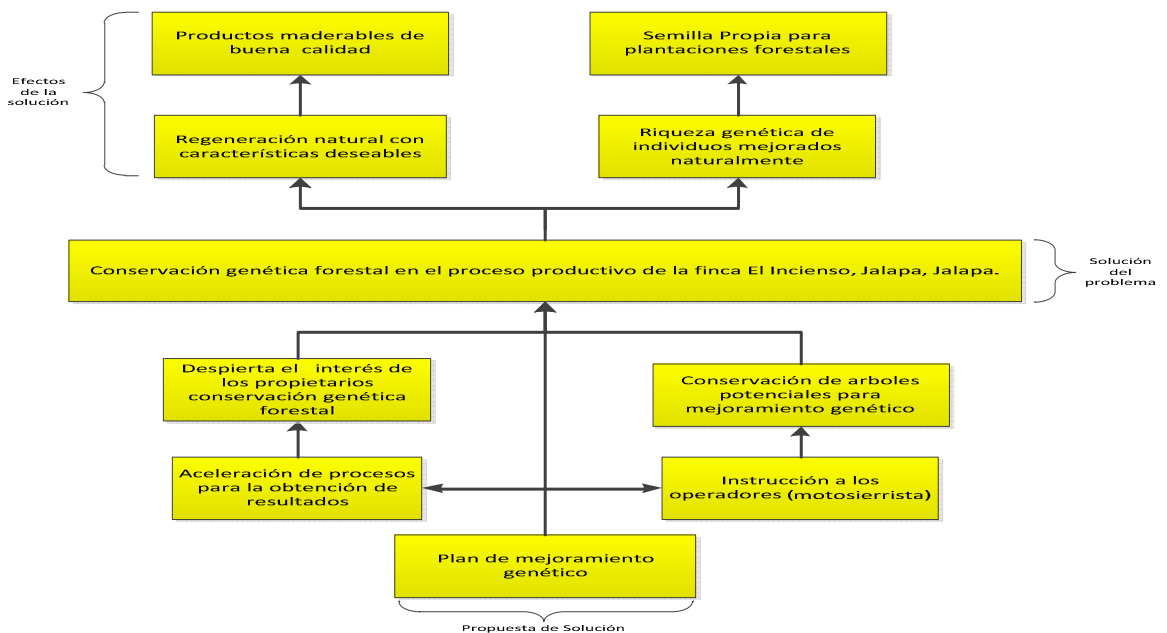 Productos maderables de
buena calidad
Semilla Propia para
plantaciones forestales
Efectos
de la
solución
Regeneración natural con
características deseables
Riqueza genética de
individuos mejorados
naturalmente
Conservación genética forestal en el proceso productivo de la finca El Incienso, Jalapa, Jalapa.
Solución
del
problema
Despierta el interés de
los propietarios
conservación genética
forestal
Conservación de arboles
potenciales para
mejoramiento genético
Aceleración de procesos
para la obtención de
resultados
Instrucción a los
operadores (motosierrista)
Plan de mejoramiento
genético
Propuesta de Solución